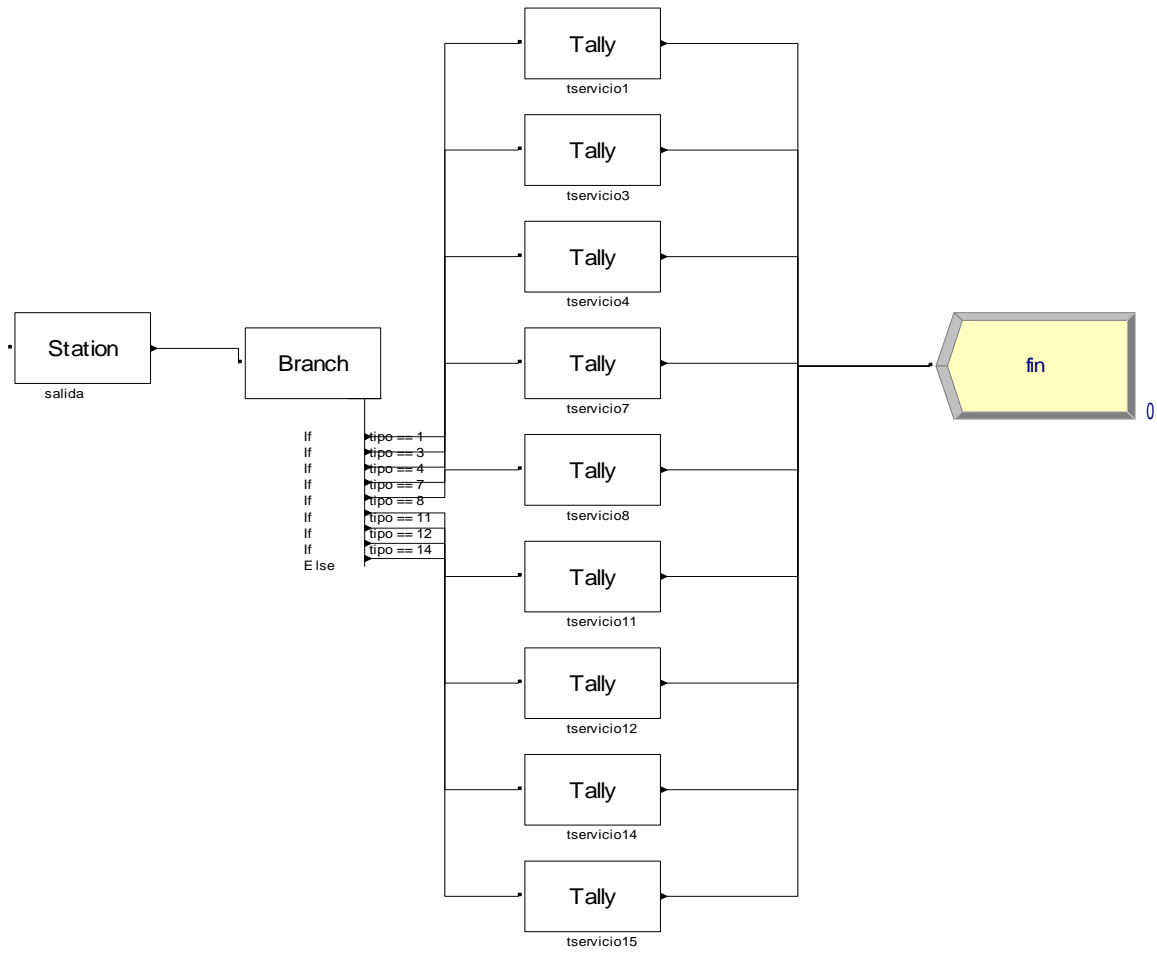 Tally
tservicio1
Tally
tservicio3
Tally
tservicio4
Station
salida
Branch
Tally
tservicio7
fin
0
If tipo == 1
If tipo == 3
If tipo == 4
If tipo == 7
If tipo == 8
If tipo == 11
If tipo == 12
If tipo == 14
Else
Tally
tservicio8
Tally
tservicio11
Tally
tservicio12
Tally
tservicio14
Tally
tservicio15